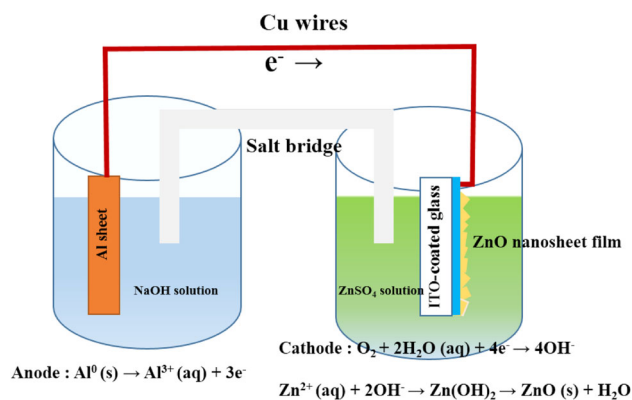 Cu wires
e⁻ →
Salt bridge
Al sheet
NaOH solution
ZnSO₄ solution
ITO-coated glass
ZnO nanosheet film
Anode : Al⁰ (s) → Al³⁺ (aq) + 3e⁻
Cathode : O₂ + 2H₂O (aq) + 4e⁻ → 4OH⁻
Zn²⁺ (aq) + 2OH⁻ → Zn(OH)₂ → ZnO (s) + H₂O